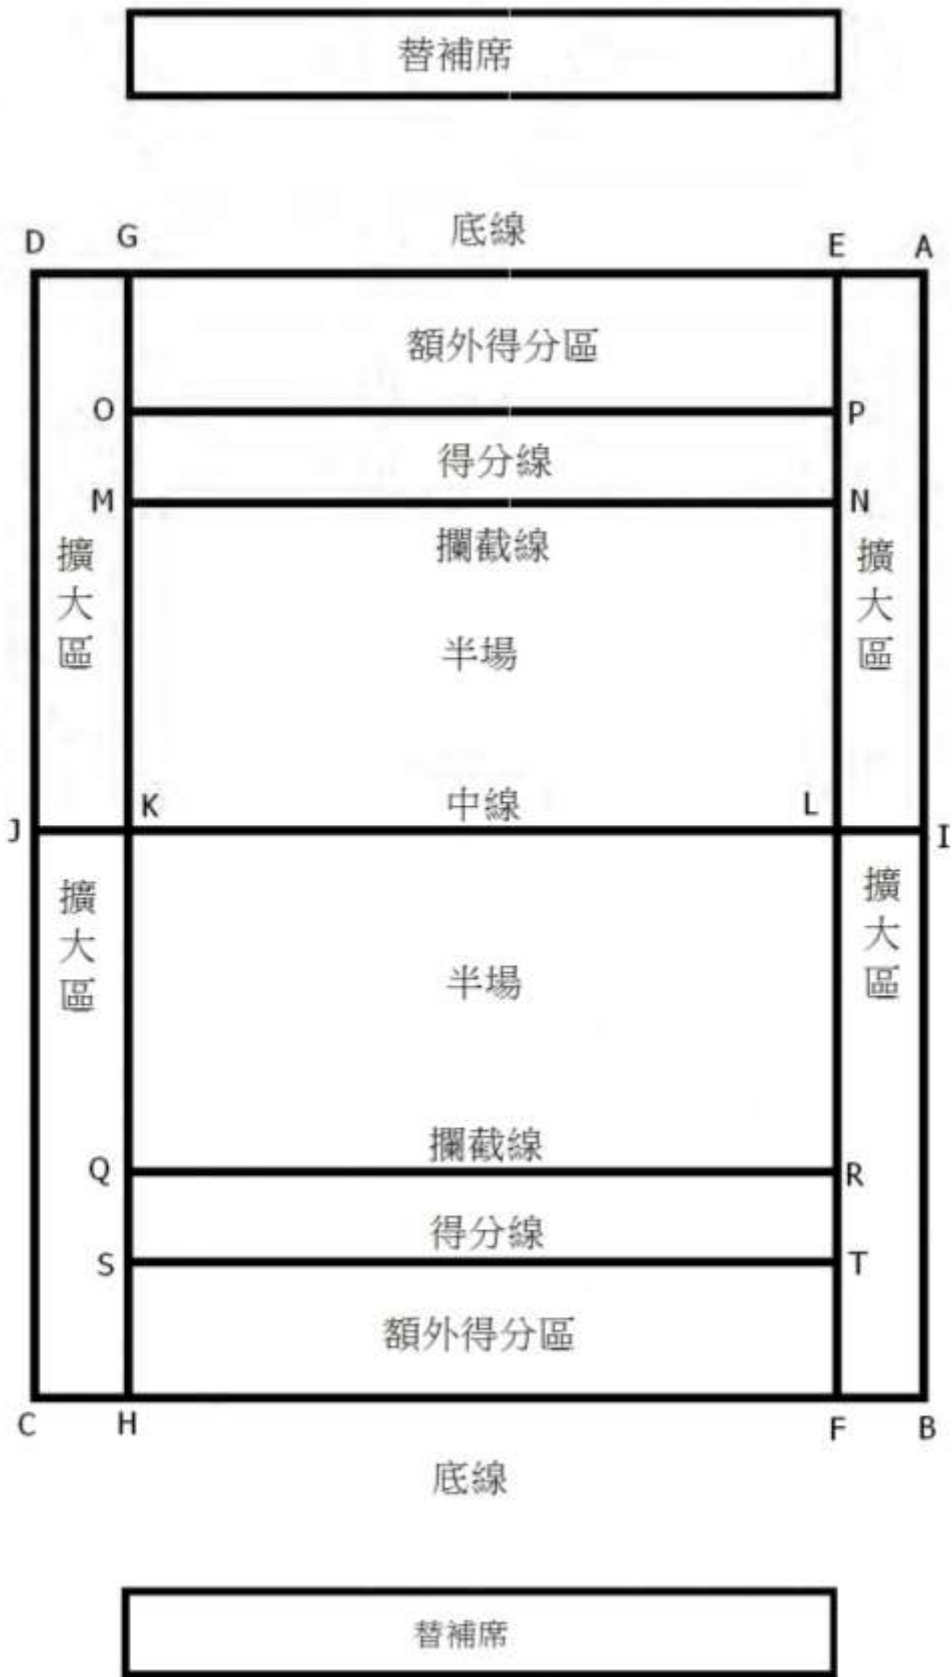 替補席
底線
D G E A
額外得分區
O P
得分線
M N
攔截線
擴大區 擴大區
半場
K 中線 L
J I
擴大區 擴大區
半場
攔截線
Q R
得分線
S T
額外得分區
C H F B
底線
替補席